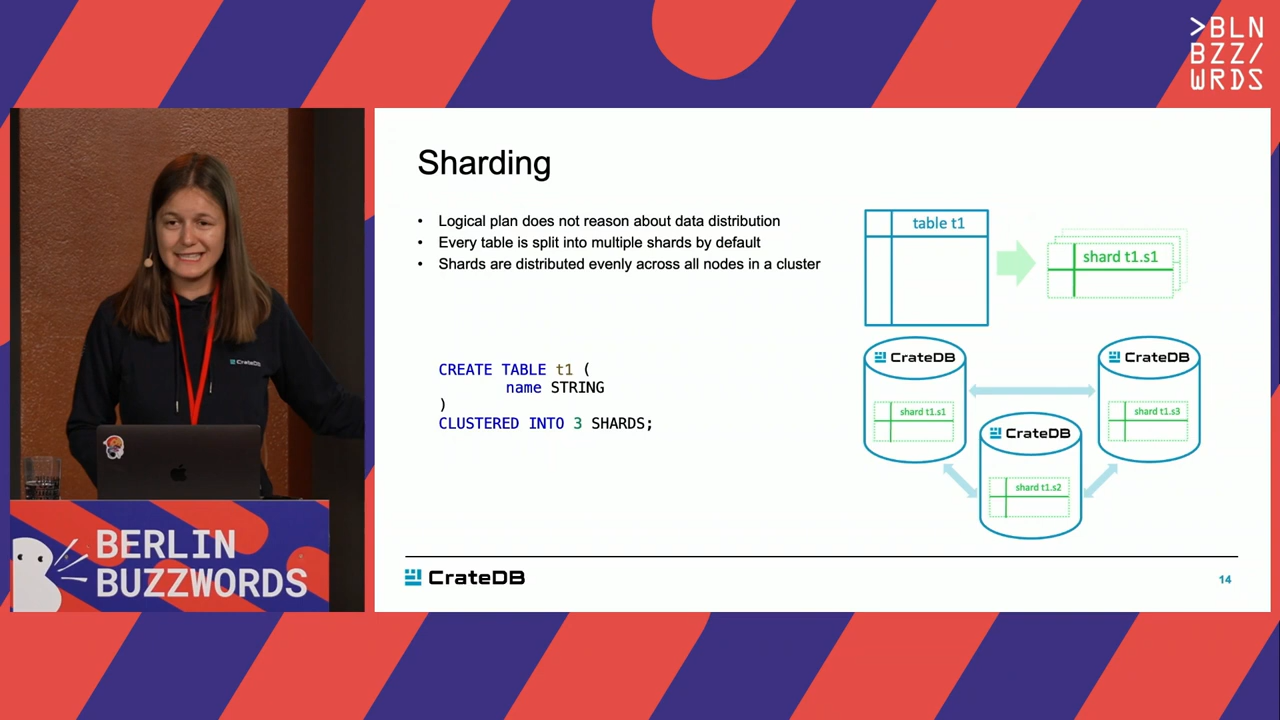 >BLN
BZZ/
WRDS
Sharding
• Logical plan does not reason about data distribution
• Every table is split into multiple shards by default
• Shards are distributed evenly across all nodes in a cluster
CREATE TABLE t1 (
name STRING
)
CLUSTERED INTO 3 SHARDS;
table t1
shard t1.s1
CrateDB
shard t1.s1
CrateDB
shard t1.s3
CrateDB
shard t1.s2
CrateDB
14
CrateDB
BERLIN
BUZZWORDS